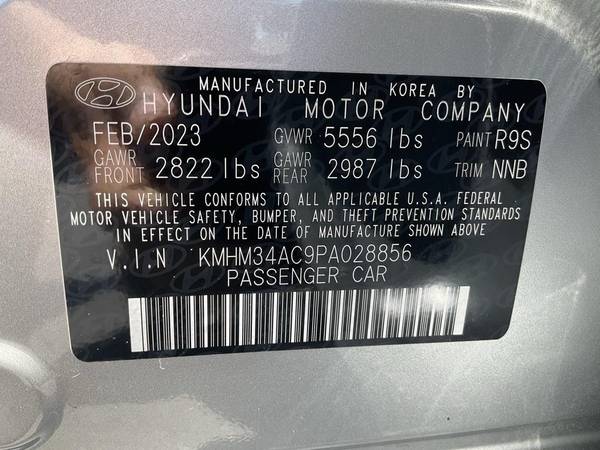 MANUFACTURED IN KOREA BY
HYUNDAI MOTOR COMPANY
FEB/2023 GVWR 5556 lbs PAINT R9S
GAWR FRONT 2822 lbs GAWR REAR 2987 lbs TRIM NNB
THIS VEHICLE CONFORMS TO ALL APPLICABLE U.S.A. FEDERAL
MOTOR VEHICLE SAFETY, BUMPER, AND THEFT PREVENTION STANDARDS
IN EFFECT ON THE DATE OF MANUFACTURE SHOWN ABOVE
V.I.N KMHM34AC9PA028856
PASSENGER CAR